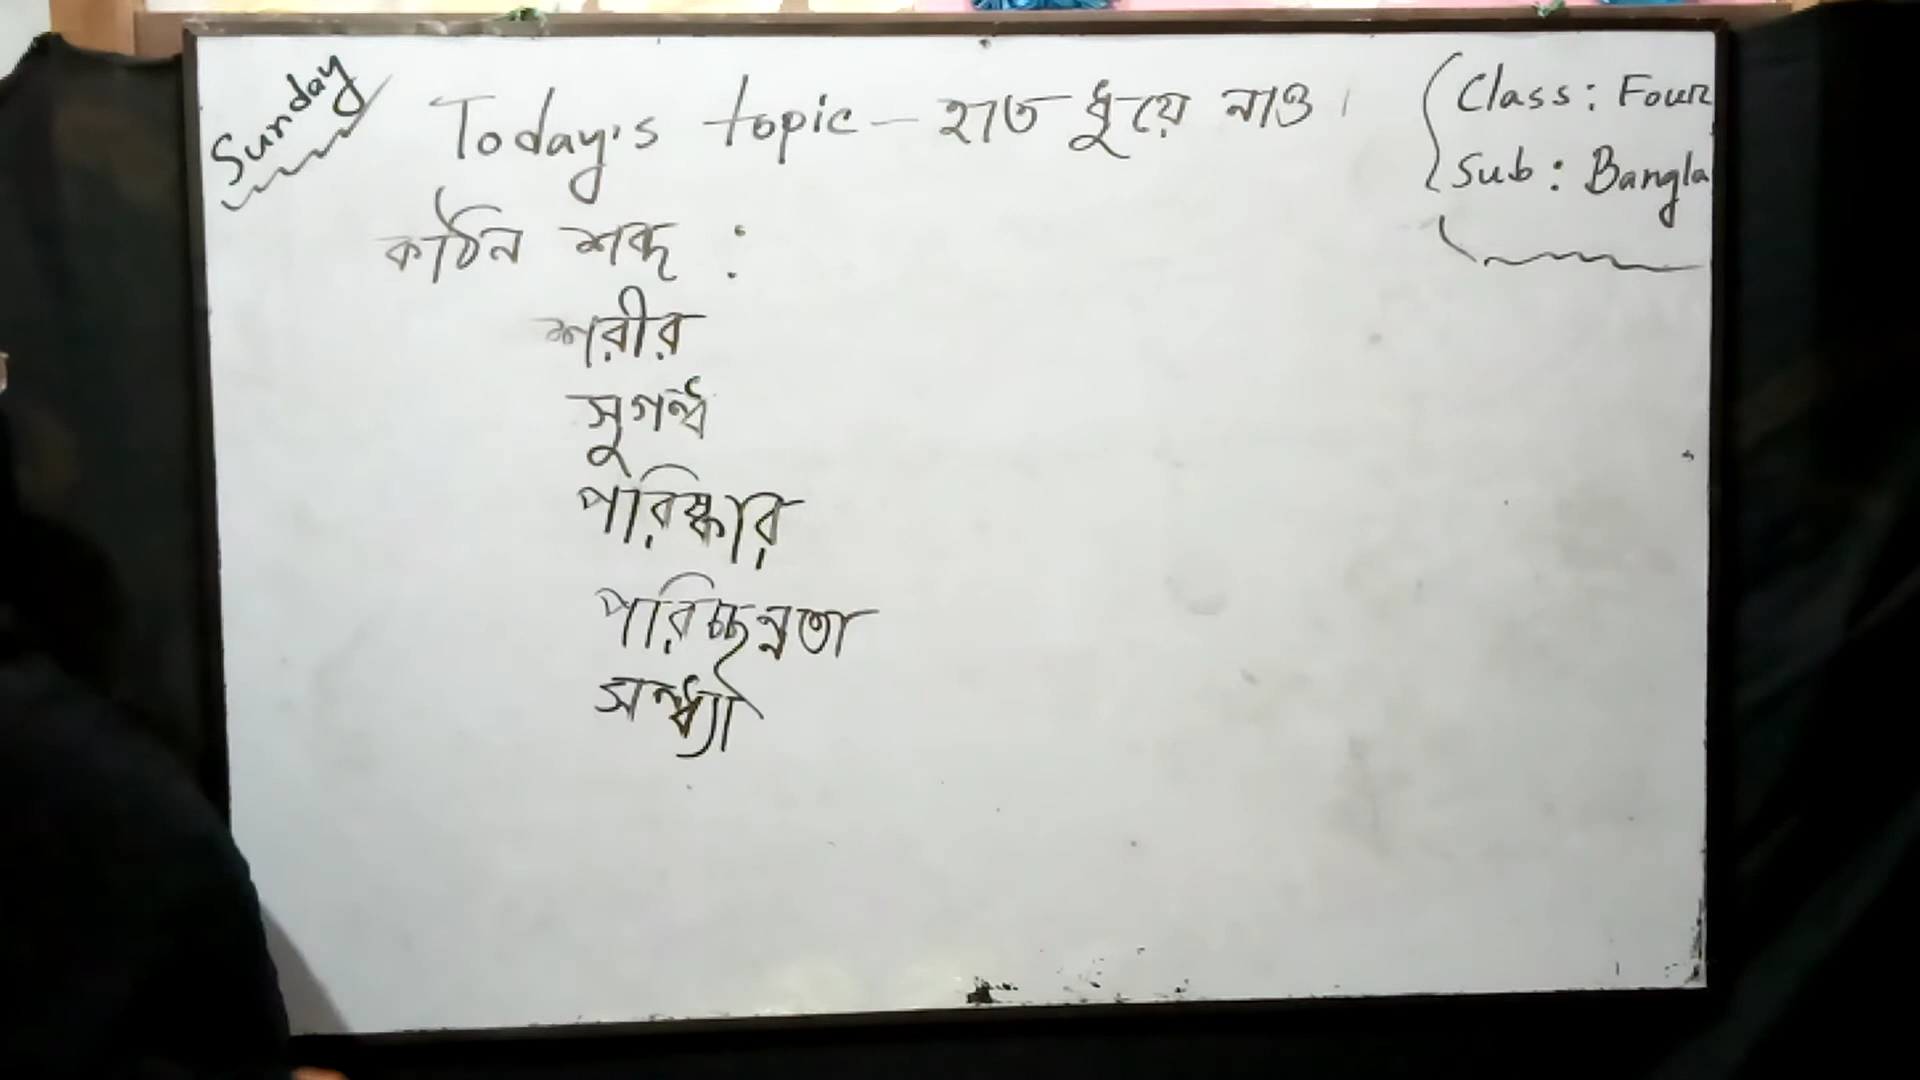 Sunday
Today's topic - হাত ধুয়ে নাও।
Class: Four
Sub: Bangla
কঠিন শব্দ :
শরীর
সুগন্ধ
পরিষ্কার
পরিচ্ছন্নতা
সন্ধ্যা